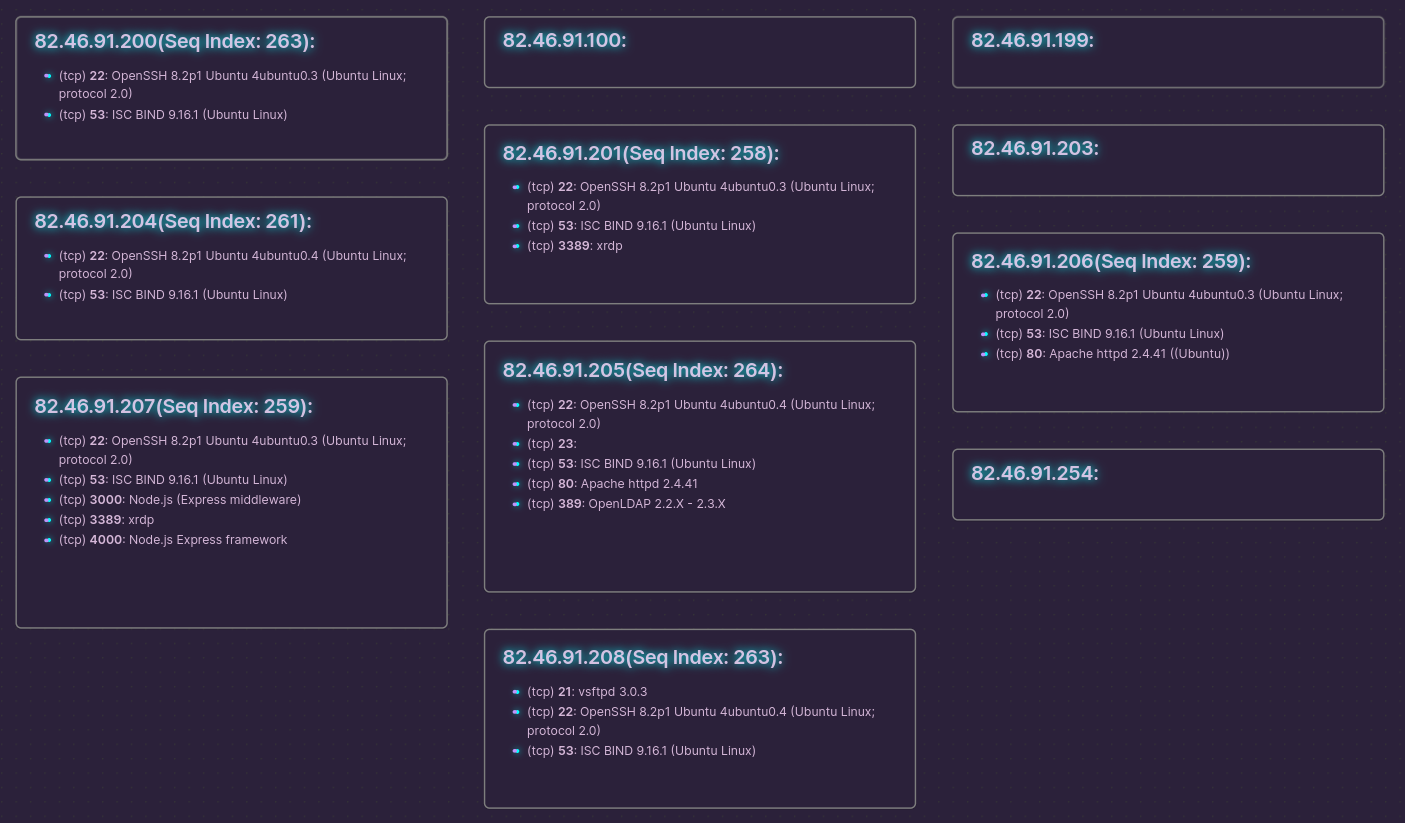 82.46.91.200(Seq Index: 263):
(tcp) 22: OpenSSH 8.2p1 Ubuntu 4ubuntu0.3 (Ubuntu Linux;
protocol 2.0)
(tcp) 53: ISC BIND 9.16.1 (Ubuntu Linux)
82.46.91.204(Seq Index: 261):
(tcp) 22: OpenSSH 8.2p1 Ubuntu 4ubuntu0.4 (Ubuntu Linux;
protocol 2.0)
(tcp) 53: ISC BIND 9.16.1 (Ubuntu Linux)
82.46.91.207(Seq Index: 259):
(tcp) 22: OpenSSH 8.2p1 Ubuntu 4ubuntu0.3 (Ubuntu Linux;
protocol 2.0)
(tcp) 53: ISC BIND 9.16.1 (Ubuntu Linux)
(tcp) 3000: Node.js (Express middleware)
(tcp) 3389: xrdp
(tcp) 4000: Node.js Express framework
82.46.91.100:
82.46.91.201(Seq Index: 258):
(tcp) 22: OpenSSH 8.2p1 Ubuntu 4ubuntu0.3 (Ubuntu Linux;
protocol 2.0)
(tcp) 53: ISC BIND 9.16.1 (Ubuntu Linux)
(tcp) 3389: xrdp
82.46.91.205(Seq Index: 264):
(tcp) 22: OpenSSH 8.2p1 Ubuntu 4ubuntu0.4 (Ubuntu Linux;
protocol 2.0)
(tcp) 23:
(tcp) 53: ISC BIND 9.16.1 (Ubuntu Linux)
(tcp) 80: Apache httpd 2.4.41
(tcp) 389: OpenLDAP 2.2.X - 2.3.X
82.46.91.208(Seq Index: 263):
(tcp) 21: vsftpd 3.0.3
(tcp) 22: OpenSSH 8.2p1 Ubuntu 4ubuntu0.4 (Ubuntu Linux;
protocol 2.0)
(tcp) 53: ISC BIND 9.16.1 (Ubuntu Linux)
82.46.91.199:
82.46.91.203:
82.46.91.206(Seq Index: 259):
(tcp) 22: OpenSSH 8.2p1 Ubuntu 4ubuntu0.3 (Ubuntu Linux;
protocol 2.0)
(tcp) 53: ISC BIND 9.16.1 (Ubuntu Linux)
(tcp) 80: Apache httpd 2.4.41 ((Ubuntu))
82.46.91.254: